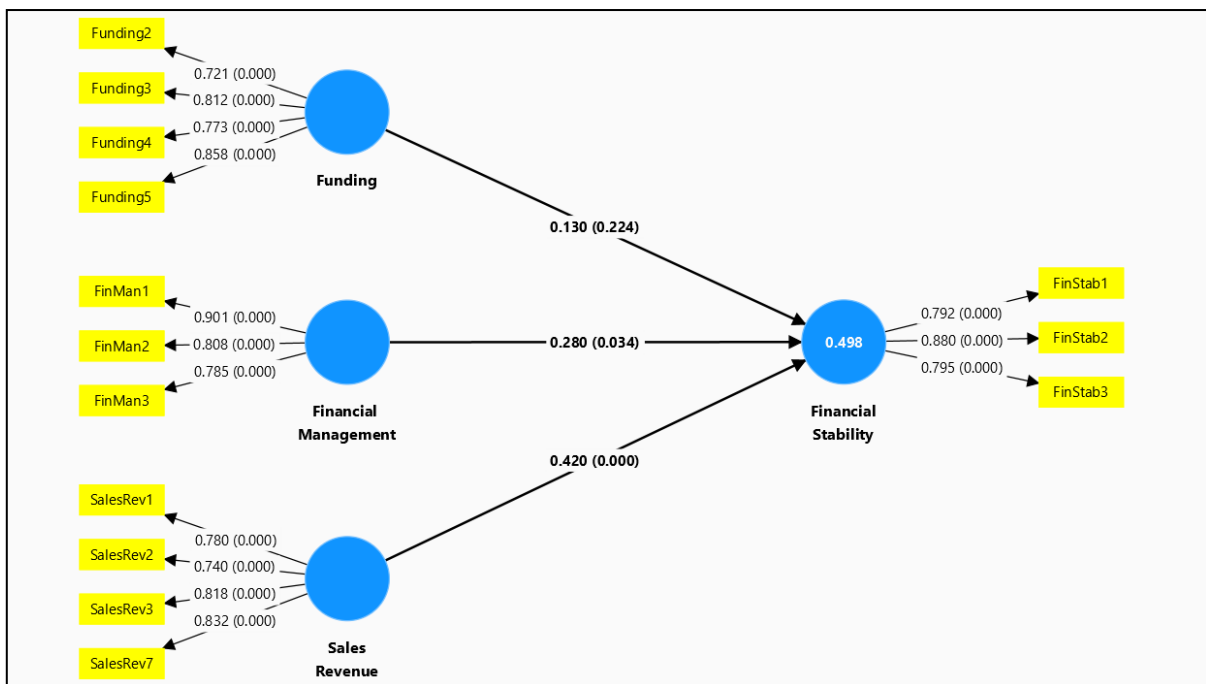 Funding2
0.721 (0.000)
Funding3
0.812 (0.000)
Funding4
0.773 (0.000)
0.858 (0.000)
Funding5
Funding
0.130 (0.224)
FinMan1
0.901 (0.000)
FinMan2
0.808 (0.000)
0.785 (0.000)
FinMan3
Financial
Management
0.280 (0.034)
0.498
Financial
Stability
FinStab1
0.792 (0.000)
FinStab2
0.880 (0.000)
0.795 (0.000)
FinStab3
0.420 (0.000)
SalesRev1
0.780 (0.000)
SalesRev2
0.740 (0.000)
SalesRev3
0.818 (0.000)
0.832 (0.000)
SalesRev7
Sales
Revenue